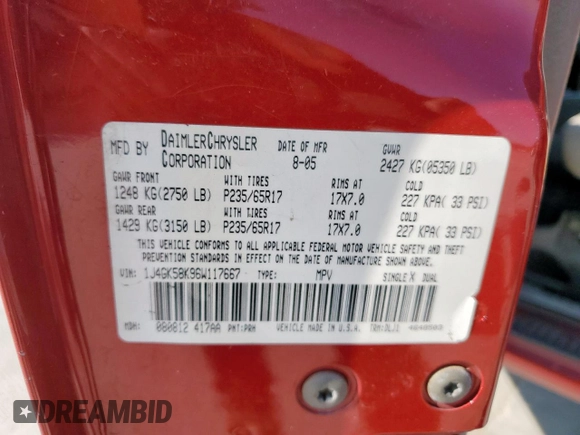 MFD BY DAIMLERCHRYSLER CORPORATION DATE OF MFR 8-05 GVWR 2427 KG(05350 LB)
GAWR FRONT WITH TIRES RIMS AT COLD
1248 KG(2750 LB) P235/65R17 17X7.0 227 KPA( 33 PSI)
GAWR REAR WITH TIRES RIMS AT COLD
1429 KG(3150 LB) P235/65R17 17X7.0 227 KPA( 33 PSI)
THIS VEHICLE CONFORMS TO ALL APPLICABLE FEDERAL MOTOR VEHICLE SAFETY AND THEFT
PREVENTION STANDARDS IN EFFECT ON THE DATE OF MANUFACTURE SHOWN ABOVE.
VIN: 1J4GK58K96W117667 TYPE: MPV SINGLE X DUAL
MDH: 080812 417AA PNT:PRH VEHICLE MADE IN U.S.A.
DREAMBID